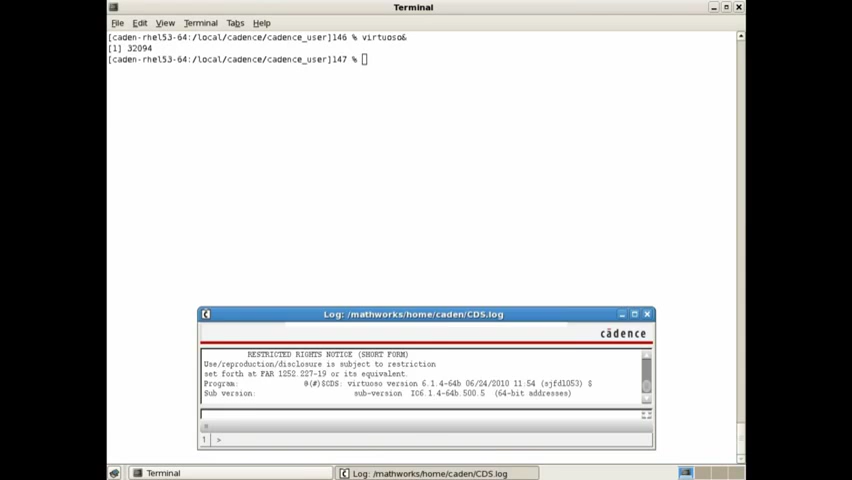 Terminal
File Edit View Terminal Tabs Help
[caden-rhel53-64:/local/cadence/cadence_user]146 % virtuoso&
[1] 32094
[caden-rhel53-64:/local/cadence/cadence_user]147 %
Log: /mathworks/home/caden/CDS.log
cādence
RESTRICTED RIGHTS NOTICE (SHORT FORM)
Use/reproduction/disclosure is subject to restriction
set forth at FAR 1252.227-19 or its equivalent.
Program: @(#)$CDS: virtuoso version 6.1.4-64b 06/24/2010 11:54 (sjfdl053) $
Sub version: sub-version IC6.1.4-64b.500.5 (64-bit addresses)
1 >
Terminal Log: /mathworks/home/caden/CDS.log